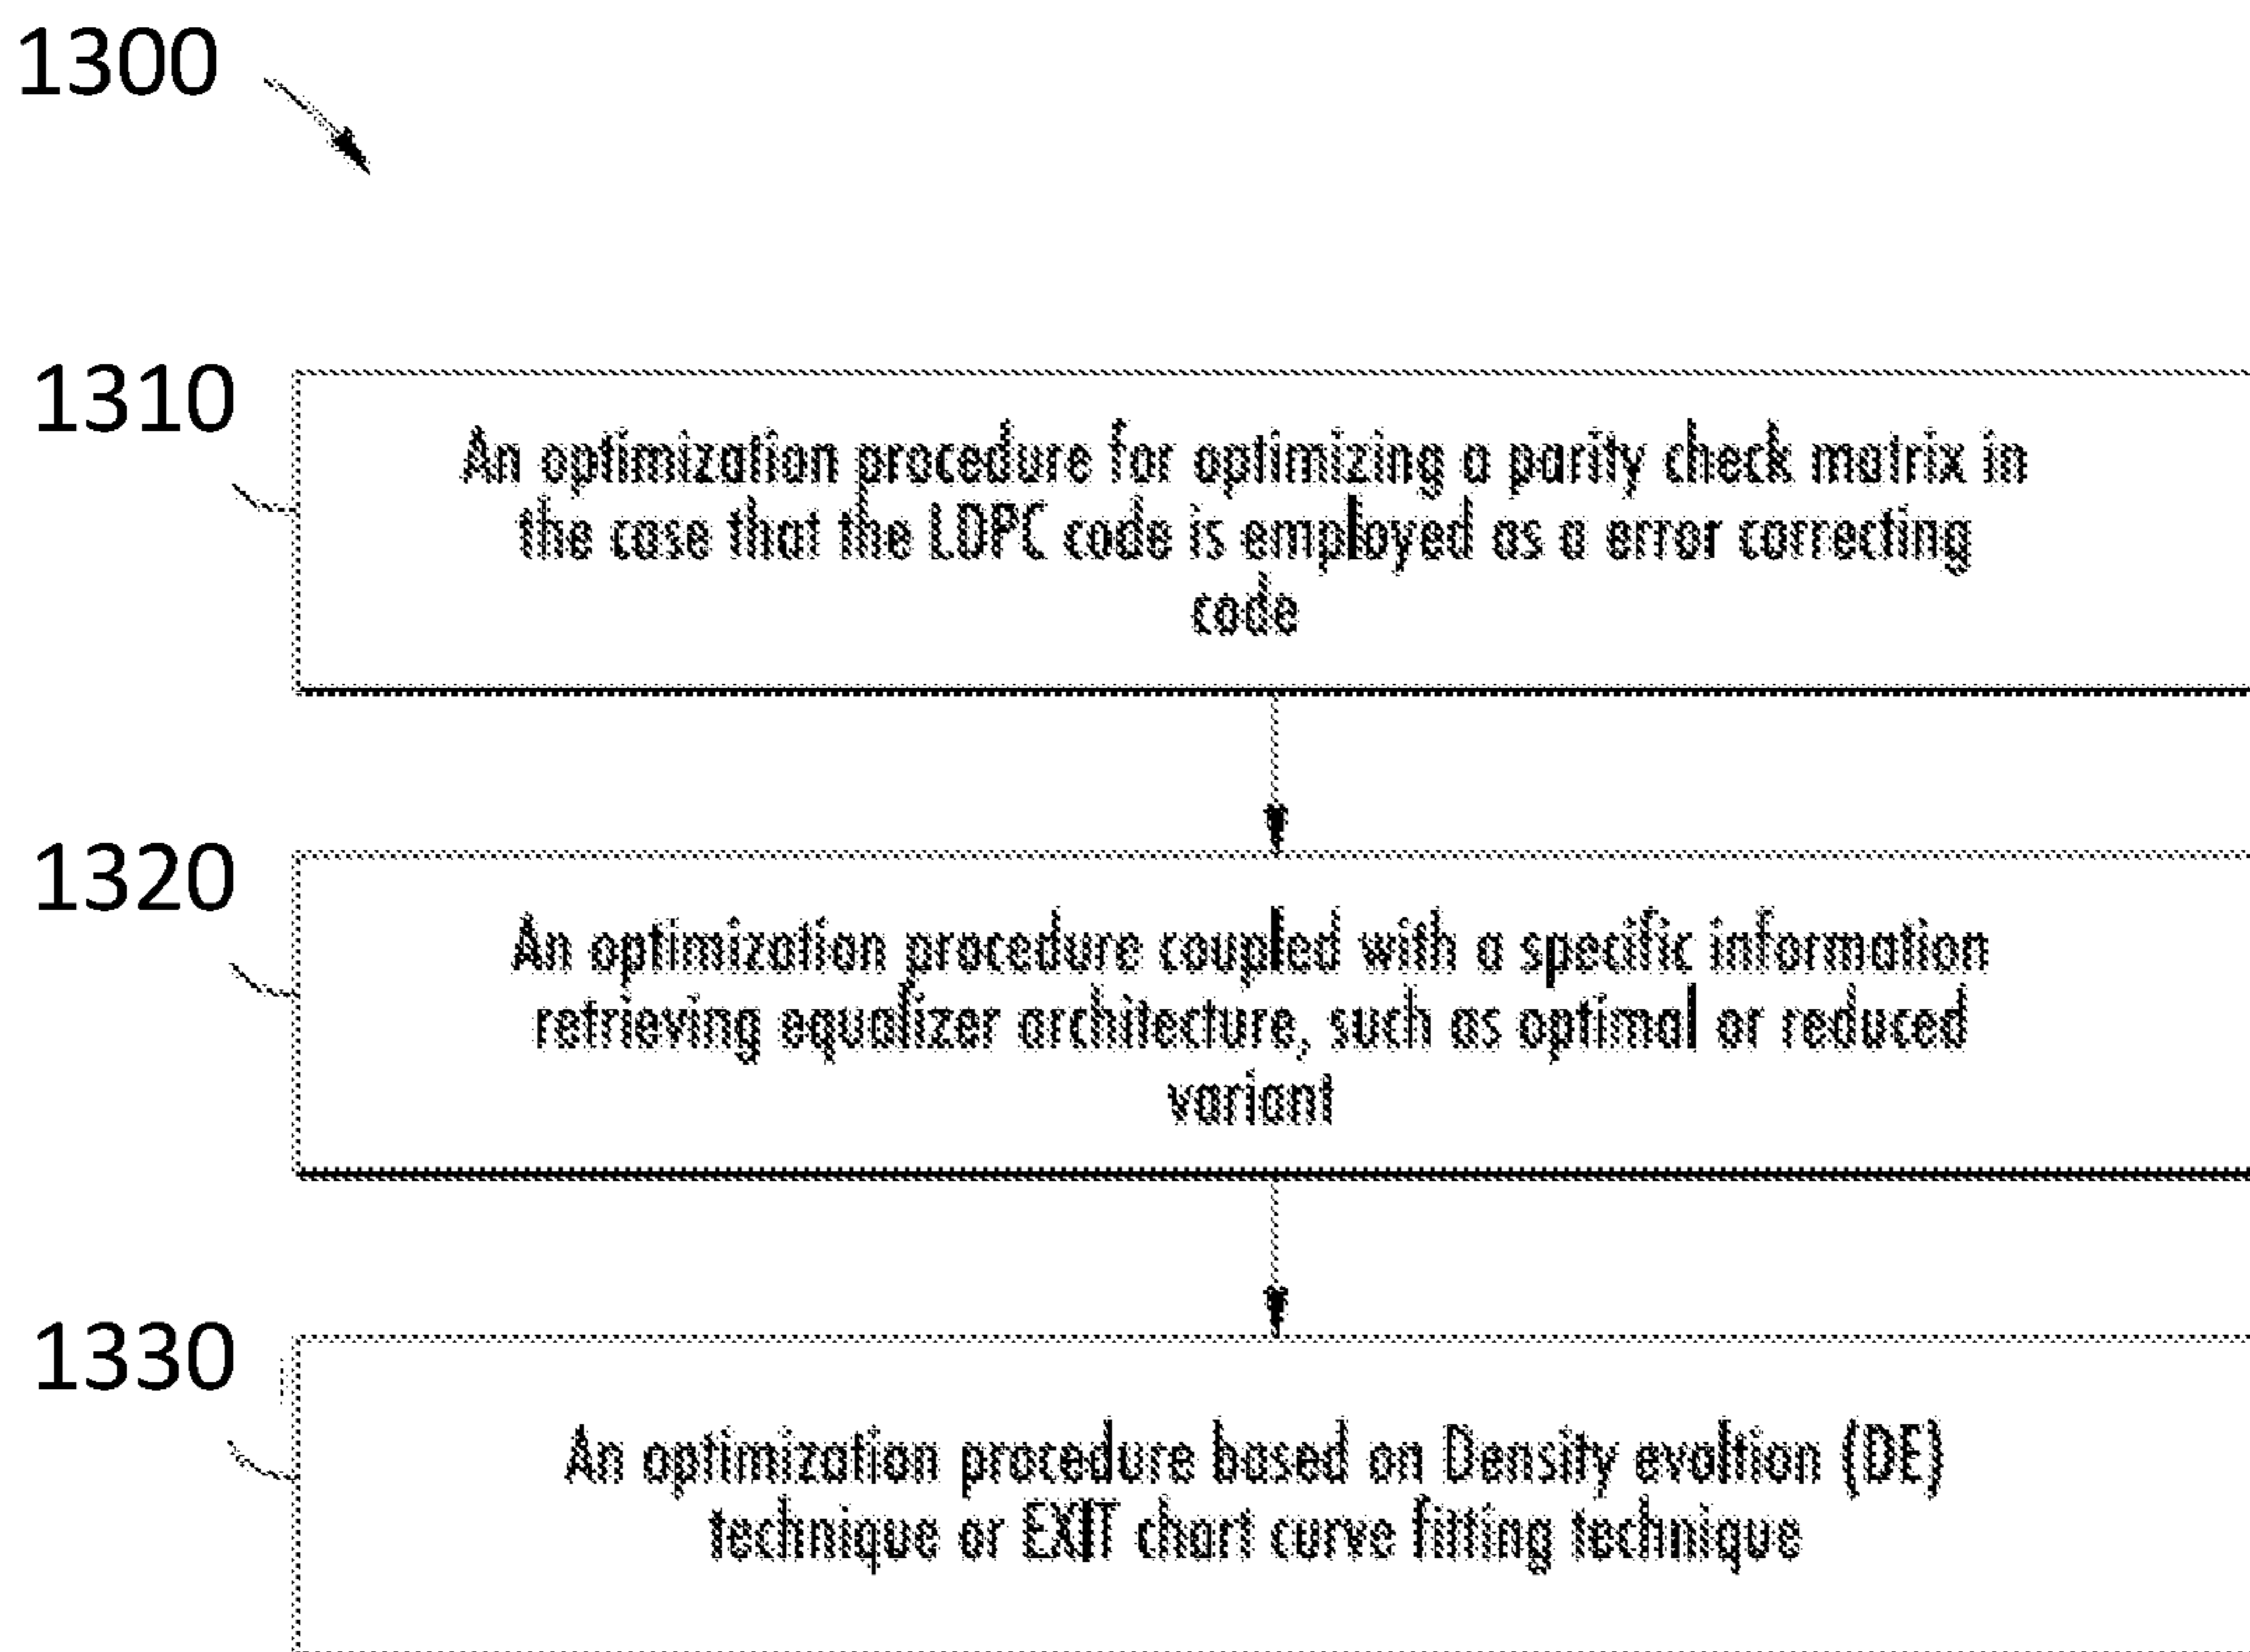 1300
1310
An optimization procedure for optimizing a parity check matrix in
the case that the LDPC code is employed as a error correcting
code
1320
An optimization procedure coupled with a specific information
retrieving equalizer architecture, such as optimal or reduced
variant
1330
An optimization procedure based on Density evoltion (DE)
technique or EXIT chart curve fitting technique